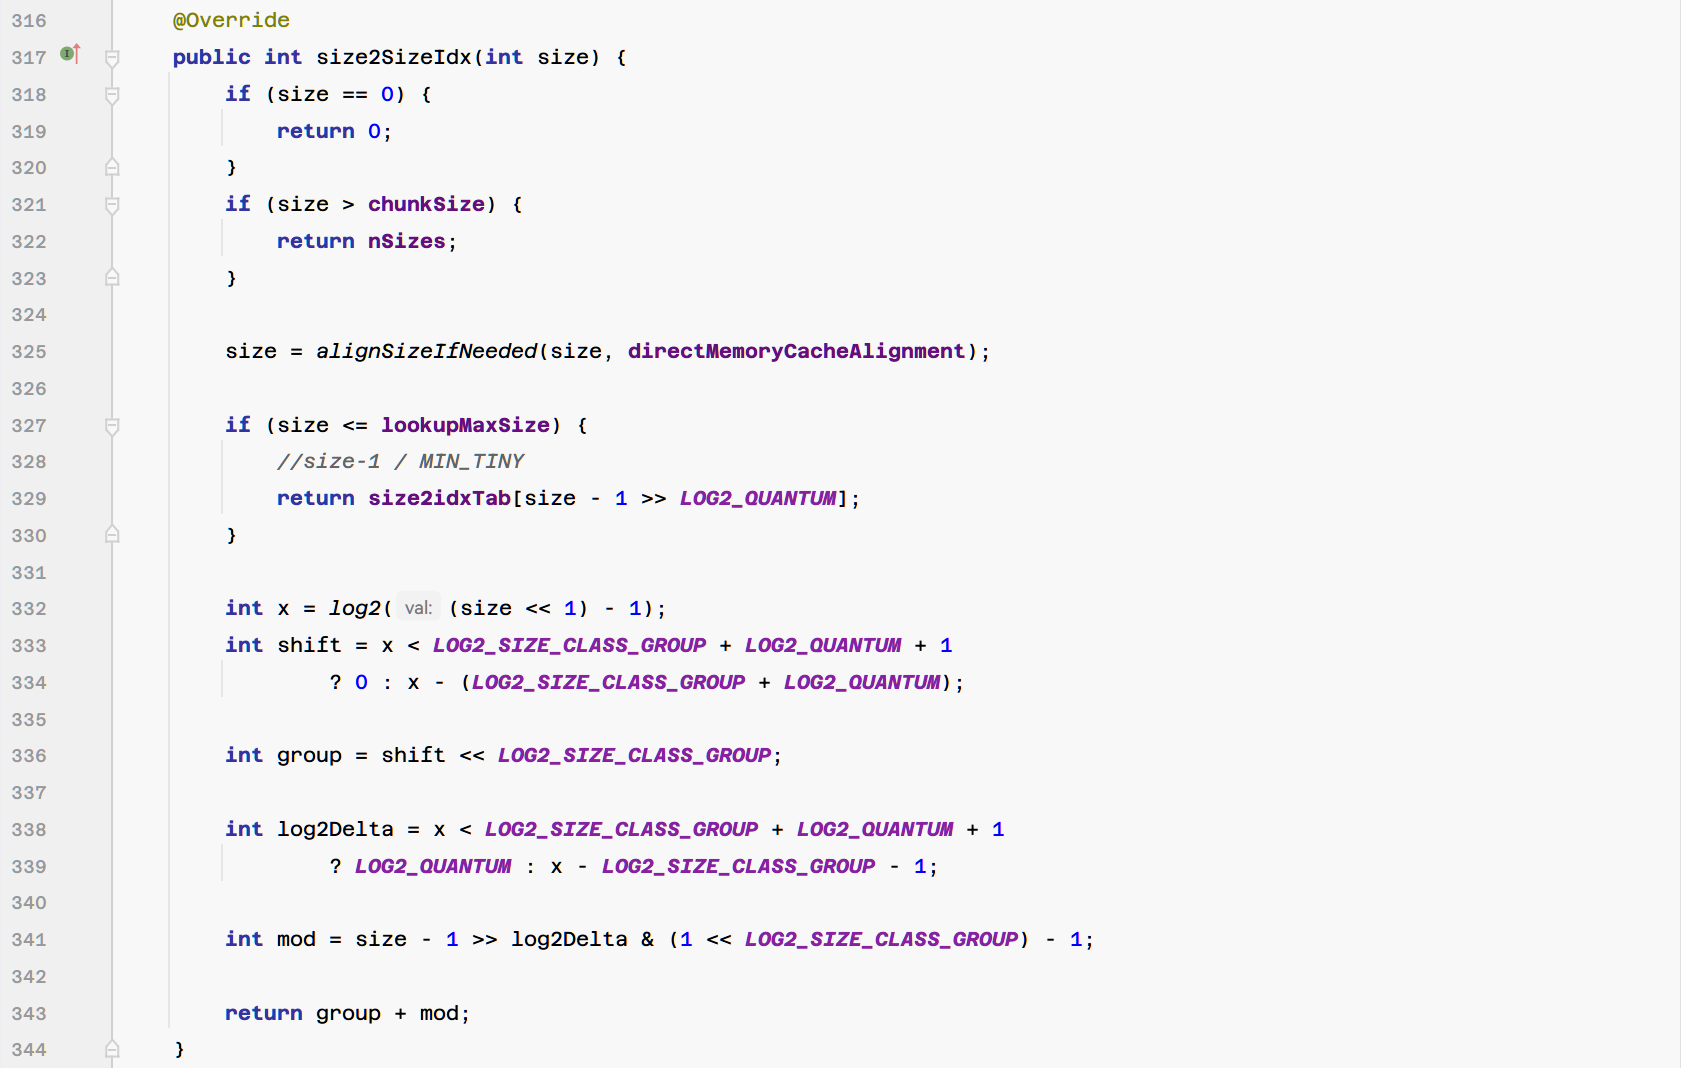 316 @Override
317 public int size2SizeIdx(int size) {
318 if (size == 0) {
319 return 0;
320 }
321 if (size > chunkSize) {
322 return nSizes;
323 }
324
325 size = alignSizeIfNeeded(size, directMemoryCacheAlignment);
326
327 if (size <= lookupMaxSize) {
328 //size-1 / MIN_TINY
329 return size2idxTab[size - 1 >> LOG2_QUANTUM];
330 }
331
332 int x = log2( val: (size << 1) - 1);
333 int shift = x < LOG2_SIZE_CLASS_GROUP + LOG2_QUANTUM + 1
334 ? 0 : x - (LOG2_SIZE_CLASS_GROUP + LOG2_QUANTUM);
335
336 int group = shift << LOG2_SIZE_CLASS_GROUP;
337
338 int log2Delta = x < LOG2_SIZE_CLASS_GROUP + LOG2_QUANTUM + 1
339 ? LOG2_QUANTUM : x - LOG2_SIZE_CLASS_GROUP - 1;
340
341 int mod = size - 1 >> log2Delta & (1 << LOG2_SIZE_CLASS_GROUP) - 1;
342
343 return group + mod;
344 }